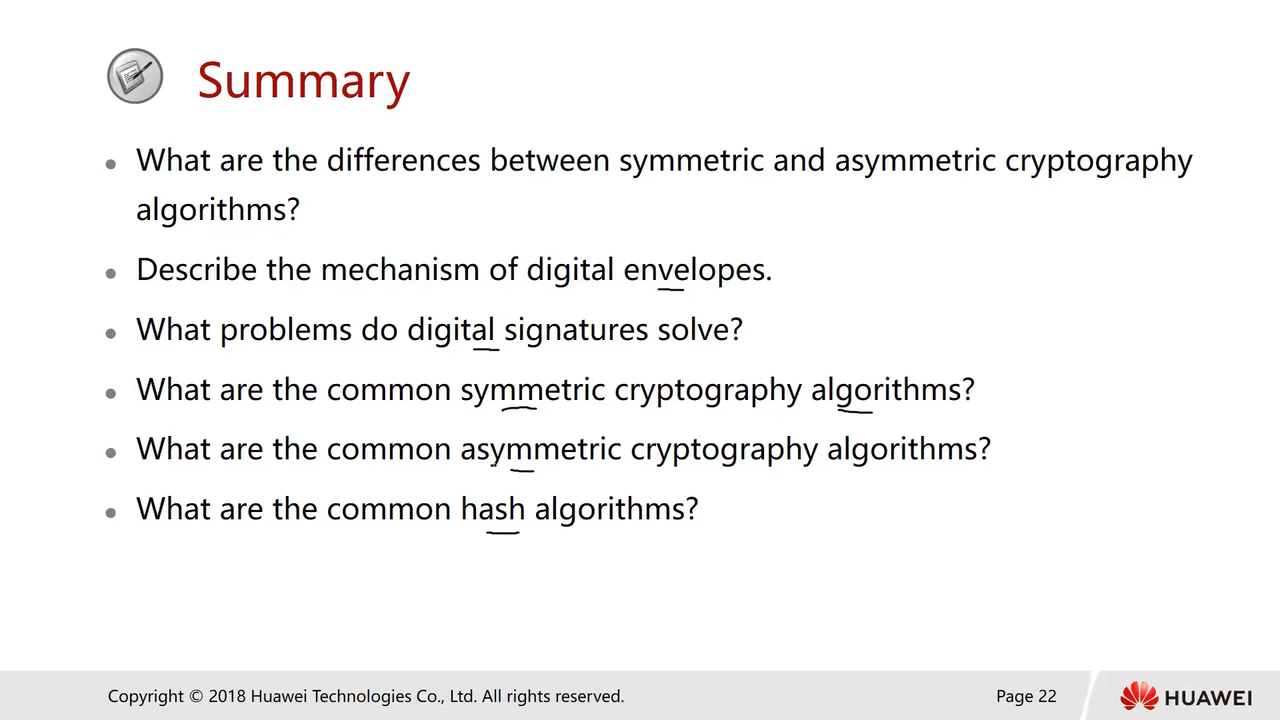 Summary
• What are the differences between symmetric and asymmetric cryptography
algorithms?
• Describe the mechanism of digital envelopes.
• What problems do digital signatures solve?
• What are the common symmetric cryptography algorithms?
• What are the common asymmetric cryptography algorithms?
• What are the common hash algorithms?
Copyright © 2018 Huawei Technologies Co., Ltd. All rights reserved.
Page 22
HUAWEI